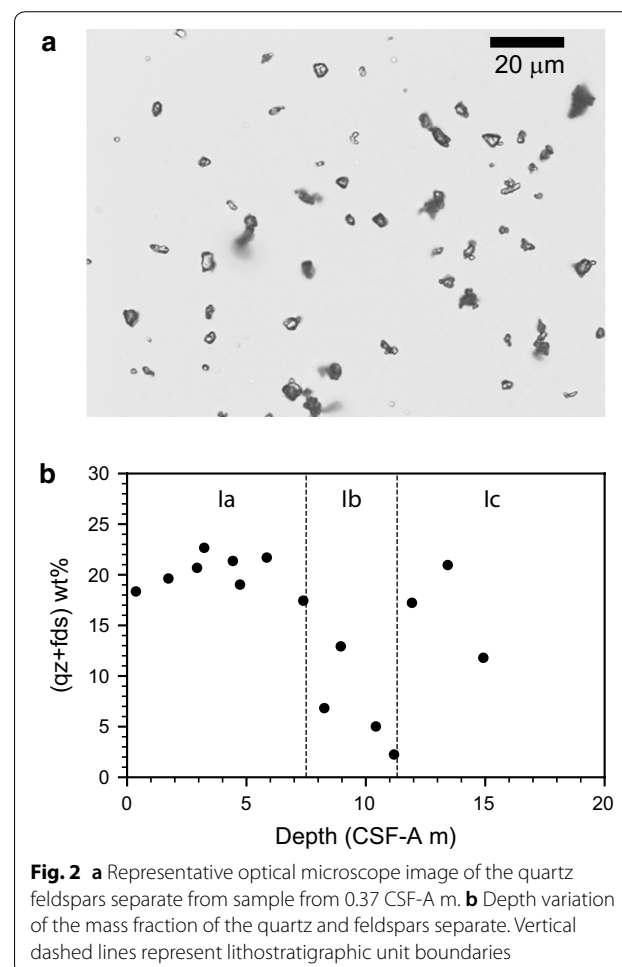 a
20 μm
b
30
25
20
15
10
5
0
(qz+fds) wt%
Ia
Ib
Ic
0 5 10 15 20
Depth (CSF-A m)
Fig. 2 a Representative optical microscope image of the quartz
feldspars separate from sample from 0.37 CSF-A m. b Depth variation
of the mass fraction of the quartz and feldspars separate. Vertical
dashed lines represent lithostratigraphic unit boundaries